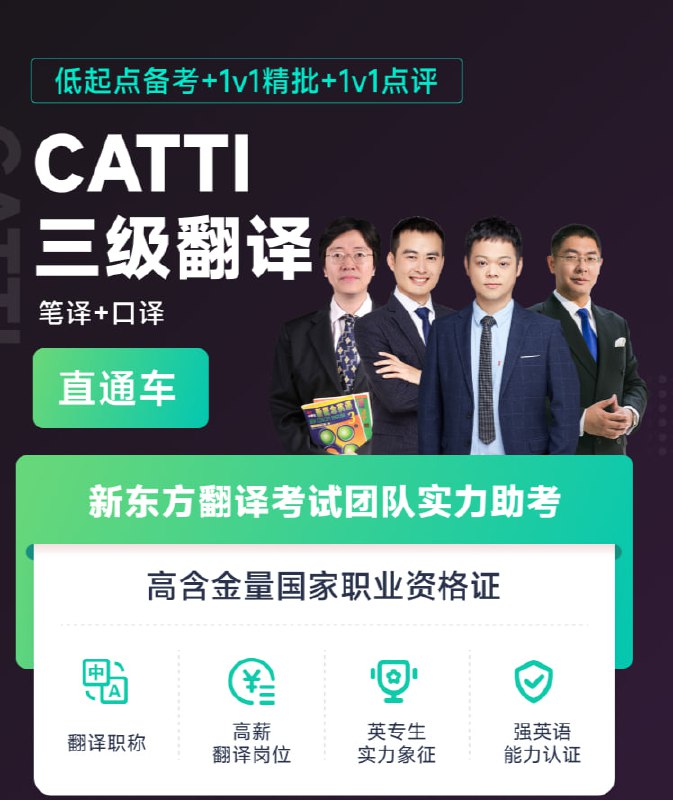 低起点备考+1v1精批+1v1点评
CATTI
三级翻译
笔译+口译
直通车
新东方翻译考试团队实力助考
高含金量国家职业资格证
中
A
¥
翻译职称
高薪
翻译岗位
英专生
实力象征
强英语
能力认证
CATTI